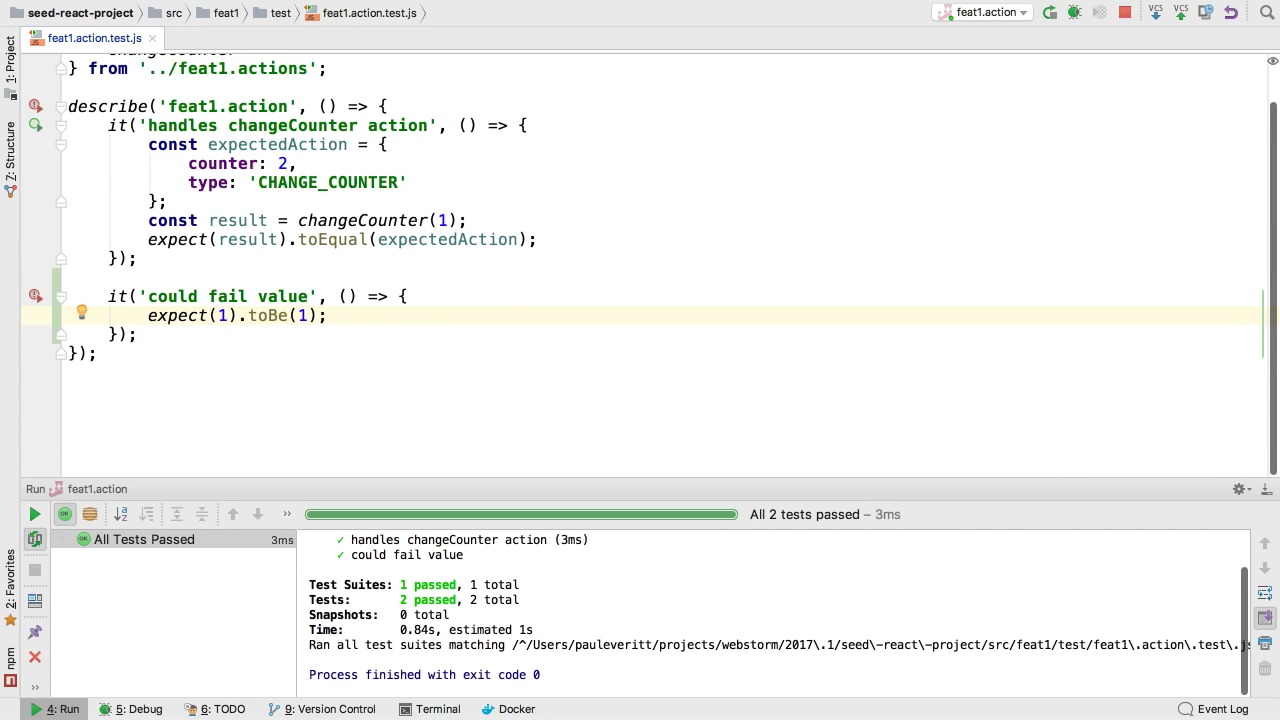 seed-react-project src feat1 test feat1.action.test.js feat1.action VCS VCS
feat1.action.test.js
1: Project
Z: Structure
2: Favorites
npm
} from '../feat1.actions';
describe('feat1.action', () => {
it('handles changeCounter action', () => {
const expectedAction = {
counter: 2,
type: 'CHANGE_COUNTER'
};
const result = changeCounter(1);
expect(result).toEqual(expectedAction);
});
it('could fail value', () => {
expect(1).toBe(1);
});
});
Run feat1.action
OK >> All 2 tests passed – 3ms
OK All Tests Passed 3ms
✓ handles changeCounter action (3ms)
✓ could fail value
Test Suites: 1 passed, 1 total
Tests: 2 passed, 2 total
Snapshots: 0 total
Time: 0.84s, estimated 1s
Ran all test suites matching /^/Users/pauleveritt/projects/webstorm/2017\.1/seed\-react\-project/src/feat1/test/feat1\.action\.test\.js
Process finished with exit code 0
>>
4: Run 5: Debug 6: TODO 9: Version Control Terminal Docker Event Log